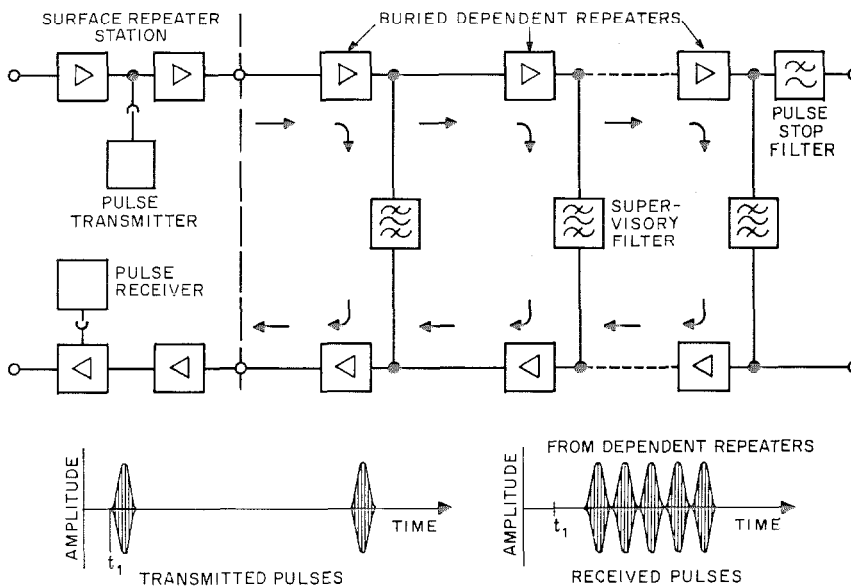 SURFACE REPEATER
STATION
BURIED DEPENDENT REPEATERS
PULSE
STOP
FILTER
PULSE
TRANSMITTER
SUPER-
VISORY
FILTER
PULSE
RECEIVER
FROM DEPENDENT REPEATERS
AMPLITUDE
t1
TIME
TRANSMITTED PULSES
AMPLITUDE
t1
TIME
RECEIVED PULSES